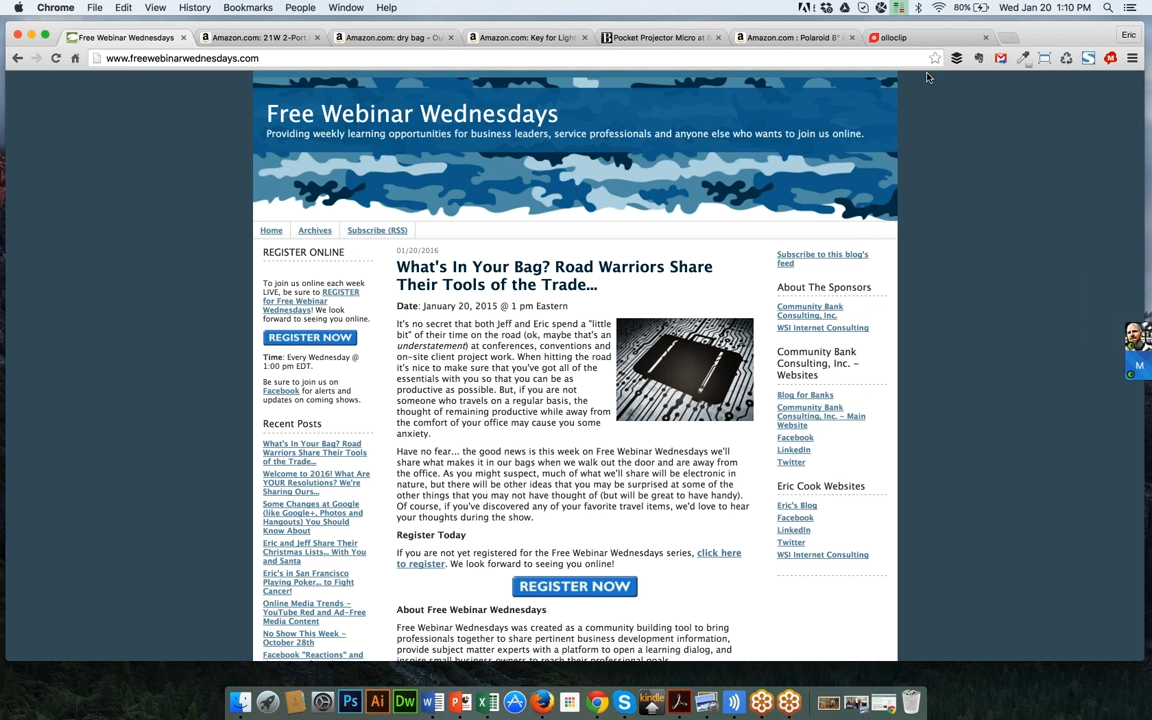 Chrome File Edit View History Bookmarks People Window Help 80% Wed Jan 20 1:10 PM
Free Webinar Wednesdays Amazon.com: 21W 2-Port Amazon.com: dry bag - Ou Amazon.com: Key for Ligh Pocket Projector Micro at B Amazon.com : Polaroid 8" olloclip Eric
www.freewebinarwednesdays.com
Free Webinar Wednesdays
Providing weekly learning opportunities for business leaders, service professionals and anyone else who wants to join us online.
Home Archives Subscribe (RSS)
REGISTER ONLINE
To join us online each week
LIVE, be sure to REGISTER
for Free Webinar
Wednesdays! We look
forward to seeing you online.
REGISTER NOW
Time: Every Wednesday @
1:00 pm EDT.
Be sure to join us on
Facebook for alerts and
updates on coming shows.
Recent Posts
What's In Your Bag? Road
Warriors Share Their Tools
of the Trade...
Welcome to 2016! What Are
YOUR Resolutions? We're
Sharing Ours...
Some Changes at Google
(like Google+, Photos and
Hangouts) You Should
Know About
Eric and Jeff Share Their
Christmas Lists... With You
and Santa
Eric's in San Francisco
Playing Poker... to Fight
Cancer!
Online Media Trends -
YouTube Red and Ad-Free
Media Content
No Show This Week -
October 28th
Facebook "Reactions" and
01/20/2016
What's In Your Bag? Road Warriors Share
Their Tools of the Trade...
Date: January 20, 2015 @ 1 pm Eastern
It's no secret that both Jeff and Eric spend a "little
bit" of their time on the road (ok, maybe that's an
understatement) at conferences, conventions and
on-site client project work. When hitting the road
it's nice to make sure that you've got all of the
essentials with you so that you can be as
productive as possible. But, if you are not
someone who travels on a regular basis, the
thought of remaining productive while away from
the comfort of your office may cause you some
anxiety.
Have no fear... the good news is this week on Free Webinar Wednesdays we'll
share what makes it in our bags when we walk out the door and are away from
the office. As you might suspect, much of what we'll share will be electronic in
nature, but there will be other ideas that you may be surprised at some of the
other things that you may not have thought of (but will be great to have handy).
Of course, if you've discovered any of your favorite travel items, we'd love to hear
your thoughts during the show.
Register Today
If you are not yet registered for the Free Webinar Wednesdays series, click here
to register. We look forward to seeing you online!
REGISTER NOW
About Free Webinar Wednesdays
Free Webinar Wednesdays was created as a community building tool to bring
professionals together to share pertinent business development information,
provide subject matter experts with a platform to open a learning dialog, and
inspire small business owners to reach their professional goals.
Subscribe to this blog's
feed
About The Sponsors
Community Bank
Consulting, Inc.
WSI Internet Consulting
Community Bank
Consulting, Inc. -
Websites
Blog for Banks
Community Bank
Consulting, Inc. - Main
Website
Facebook
LinkedIn
Twitter
Eric Cook Websites
Eric's Blog
Facebook
LinkedIn
Twitter
WSI Internet Consulting
M
Ps Ai Dw kindle